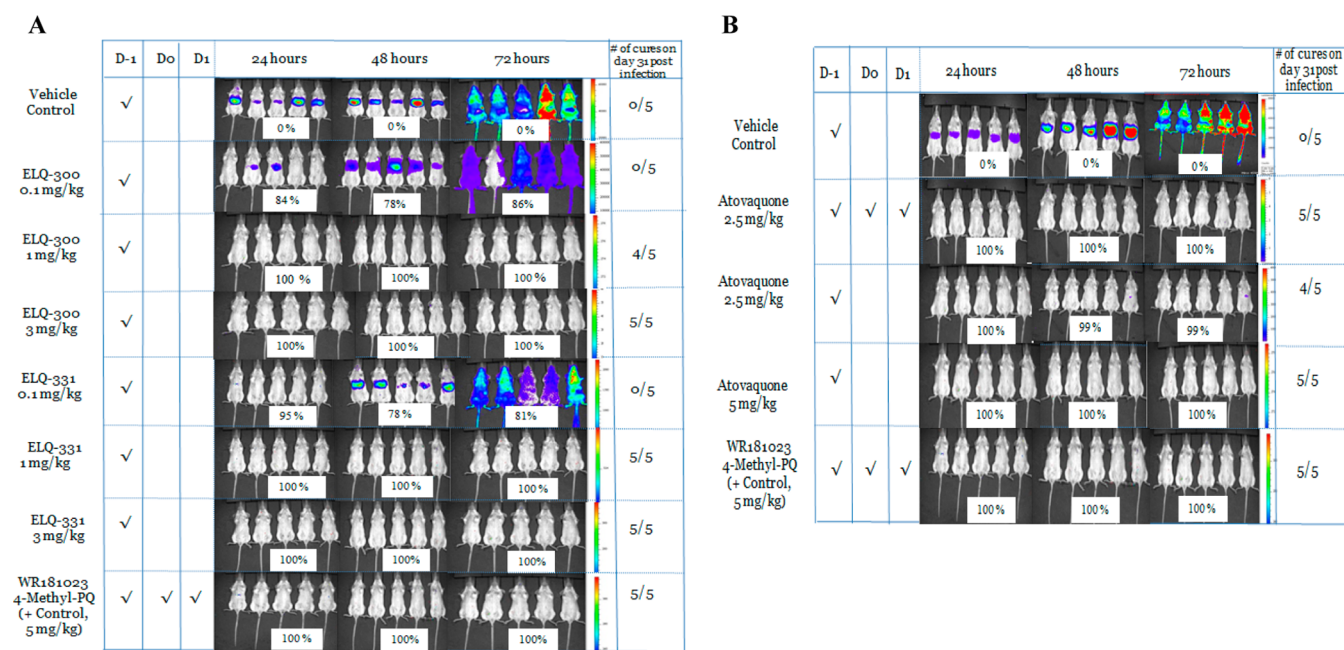 A
D-1 D0 D1 24 hours 48 hours 72 hours # of cures on
day 31 post
infection
Vehicle
Control
√
0 % 0 % 0 %
0/5
ELQ-300
0.1 mg/kg
√
84 % 78% 86%
0/5
ELQ-300
1 mg/kg
√
100 % 100% 100 %
4/5
ELQ-300
3 mg/kg
√
100% 100% 100 %
5/5
ELQ-331
0.1 mg/kg
√
95 % 78 % 81%
0/5
ELQ-331
1 mg/kg
√
100 % 100 % 100 %
5/5
ELQ-331
3 mg/kg
√
100% 100% 100%
5/5
WR181023
4-Methyl-PQ
(+ Control,
5 mg/kg)
√ √ √
100 % 100% 100 %
5/5
B
D-1 D0 D1 24 hours 48 hours 72 hours # of cures on
day 31 post
infection
Vehicle
Control
√
0% 0 % 0 %
0/5
Atovaquone
2.5 mg/kg
√ √ √
100 % 100 % 100 %
5/5
Atovaquone
2.5 mg/kg
√
100 % 99 % 99 %
4/5
Atovaquone
5 mg/kg
√
100 % 100 % 100 %
5/5
WR181023
4-Methyl-PQ
(+ Control,
5 mg/kg)
√ √ √
100 % 100 % 100 %
5/5